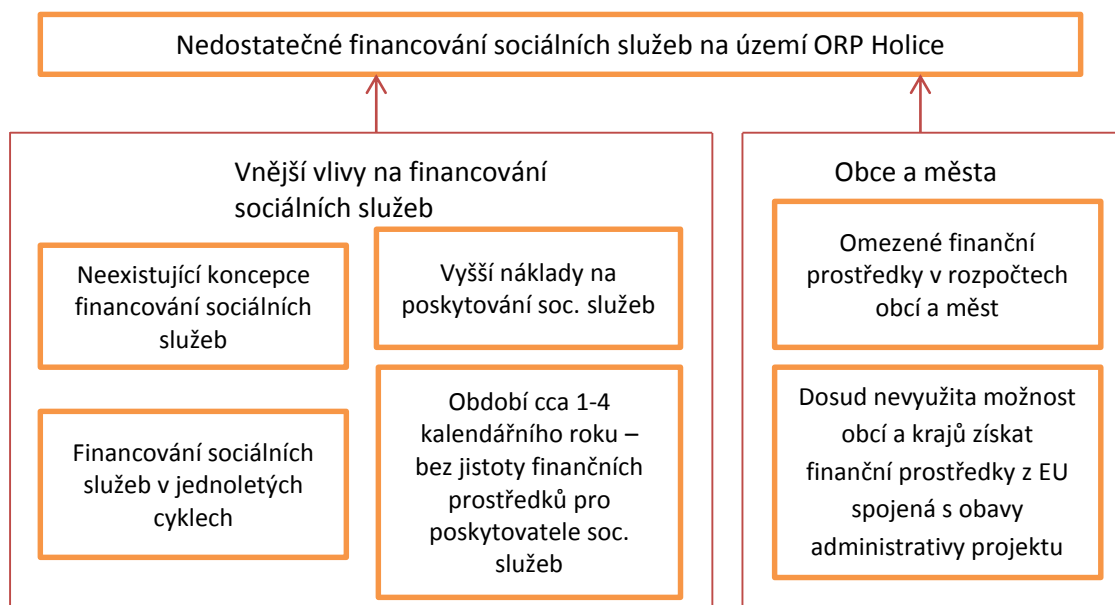 Nedostatečné financování sociálních služeb na území ORP Holice
Vnější vlivy na financování
sociálních služeb
Neexistující koncepce
financování sociálních
služeb
Vyšší náklady na
poskytování soc. služeb
Financování sociálních
služeb v jednoletých
cyklech
Období cca 1-4
kalendářního roku –
bez jistoty finančních
prostředků pro
poskytovatele soc.
služeb
Obce a města
Omezené finanční
prostředky v rozpočtech
obcí a měst
Dosud nevyužita možnost
obcí a krajů získat
finanční prostředky z EU
spojená s obavy
administrativy projektu